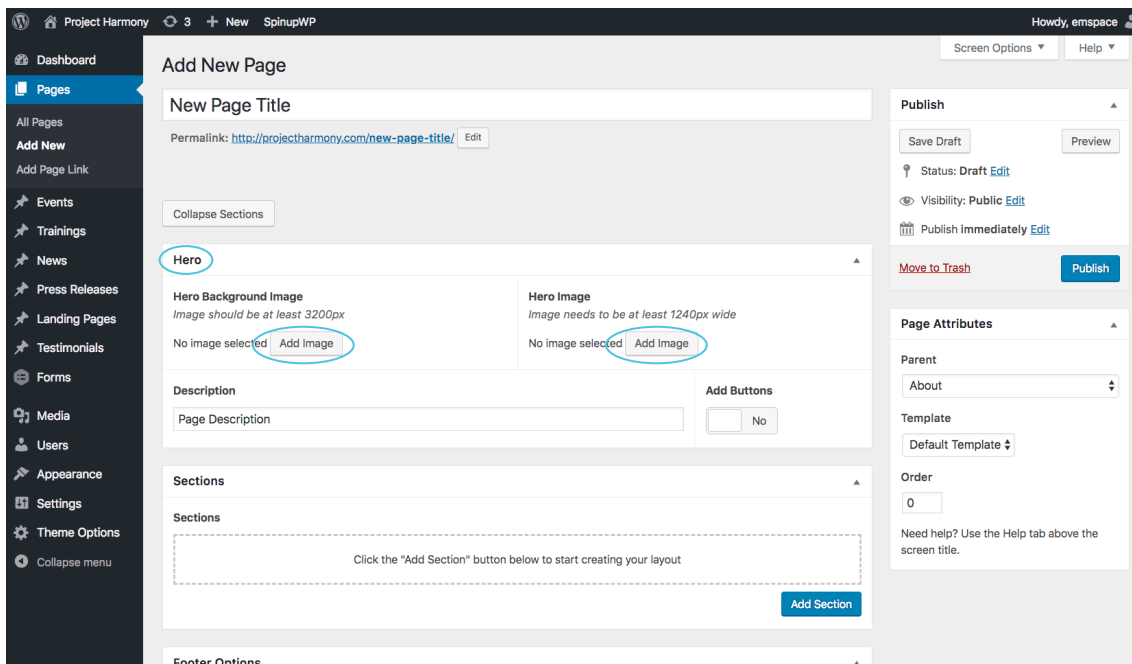 Project Harmony 3 New SpinupWP Howdy, emspace
Screen Options Help
Dashboard
Pages
All Pages
Add New
Add Page Link
Events
Trainings
News
Press Releases
Landing Pages
Testimonials
Forms
Media
Users
Appearance
Settings
Theme Options
Collapse menu
Add New Page
New Page Title
Permalink: http://projectharmony.com/new-page-title/ Edit
Collapse Sections
Hero
Hero Background Image
Image should be at least 3200px
No image selected Add Image
Hero Image
Image needs to be at least 1240px wide
No image selected Add Image
Description
Page Description
Add Buttons
No
Sections
Sections
Click the "Add Section" button below to start creating your layout
Add Section
Footer Options
Publish
Save Draft Preview
Status: Draft Edit
Visibility: Public Edit
Publish immediately Edit
Move to Trash Publish
Page Attributes
Parent
About
Template
Default Template
Order
0
Need help? Use the Help tab above the
screen title.